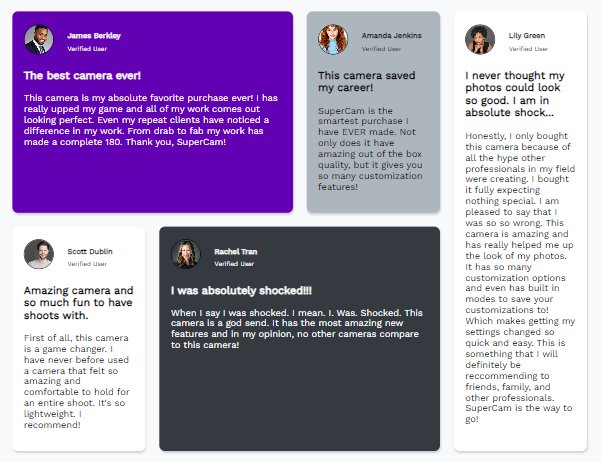 James Berkley
Verified User
The best camera ever!
This camera is my absolute favorite purchase ever! I has
really upped my game and all of my work comes out
looking perfect. Even my repeat clients have noticed a
difference in my work. From drab to fab my work has
made a complete 180. Thank you, SuperCam!
Amanda Jenkins
Verified User
This camera saved
my career!
SuperCam is the
smartest purchase I
have EVER made. Not
only does it have
amazing out of the box
quality, but it gives you
so many customization
features!
Lily Green
Verified User
I never thought my
photos could look
so good. I am in
absolute shock...
Honestly, I only bought
this camera because of
all the hype other
professionals in my field
were creating. I bought
it fully expecting
nothing special. I am
pleased to say that I
was so so wrong. This
camera is amazing and
has really helped me up
the look of my photos.
It has so many
customization options
and even has built in
modes to save your
customizations to!
Which makes getting my
settings changed so
quick and easy. This is
something that I will
definitely be
reccommending to
friends, family, and
other professionals.
SuperCam is the way to
go!
Scott Dublin
Verified User
Amazing camera and
so much fun to have
shoots with.
First of all, this camera
is a game changer. I
have never before used
a camera that felt so
amazing and
comfortable to hold for
an entire shoot. It's so
lightweight. I
recommend!
Rachel Tran
Verified User
I was absolutely shocked!!!
When I say I was shocked. I mean. I. Was. Shocked. This
camera is a god send. It has the most amazing new
features and in my opinion, no other cameras compare
to this camera!